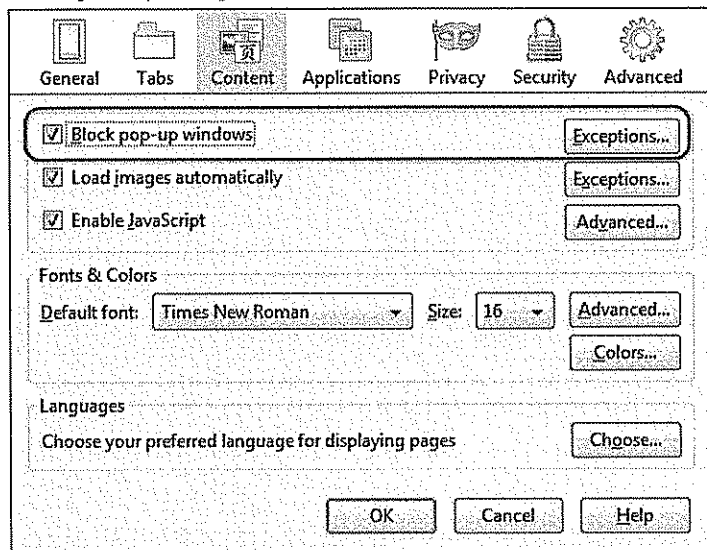 General Tabs Content Applications Privacy Security Advanced
Block pop-up windows Exceptions...
Load images automatically Exceptions...
Enable JavaScript Advanced...
Fonts & Colors
Default font: Times New Roman Size: 16 Advanced...
Colors...
Languages
Choose your preferred language for displaying pages Choose...
OK Cancel Help